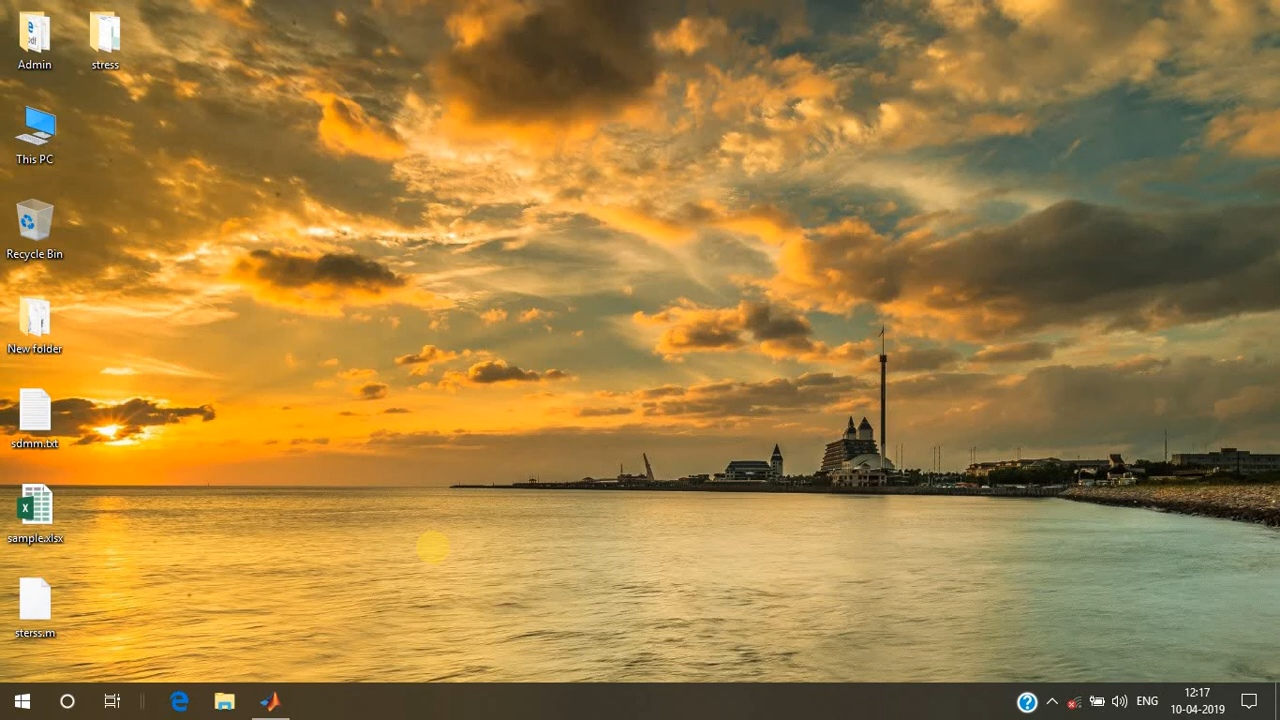 Admin
stress
This PC
Recycle Bin
New folder
sdmm.txt
sample.xlsx
sterss.m
ENG
12:17
10-04-2019